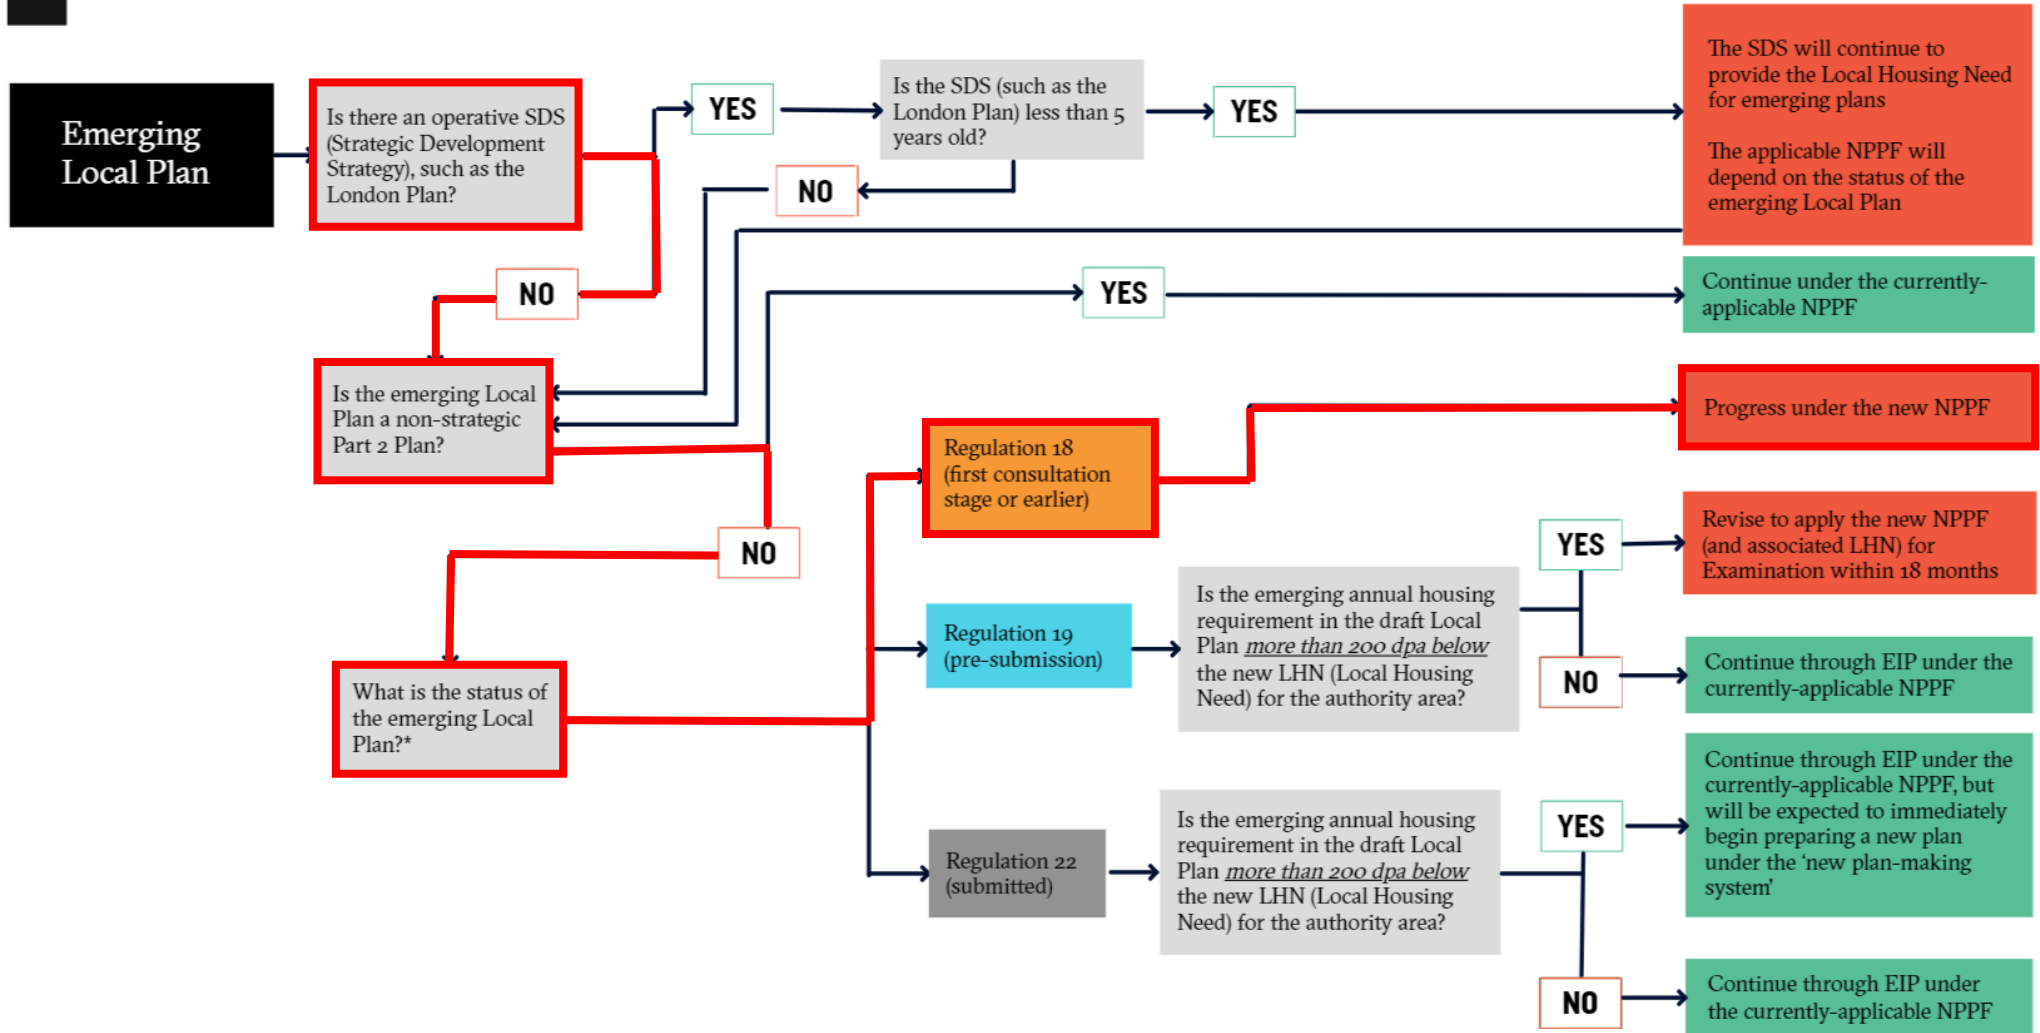 Emerging
Local Plan
Is there an operative SDS
(Strategic Development
Strategy), such as the
London Plan?
YES
Is the SDS (such as the
London Plan) less than 5
years old?
YES
The SDS will continue to
provide the Local Housing Need
for emerging plans
The applicable NPPF will
depend on the status of the
emerging Local Plan
NO
NO
YES
Continue under the currently-
applicable NPPF
Is the emerging Local
Plan a non-strategic
Part 2 Plan?
Regulation 18
(first consultation
stage or earlier)
Progress under the new NPPF
NO
What is the status of
the emerging Local
Plan?*
Regulation 19
(pre-submission)
Is the emerging annual housing
requirement in the draft Local
Plan more than 200 dpa below
the new LHN (Local Housing
Need) for the authority area?
YES
Revise to apply the new NPPF
(and associated LHN) for
Examination within 18 months
NO
Continue through EIP under the
currently-applicable NPPF
Regulation 22
(submitted)
Is the emerging annual housing
requirement in the draft Local
Plan more than 200 dpa below
the new LHN (Local Housing
Need) for the authority area?
YES
Continue through EIP under the
currently-applicable NPPF, but
will be expected to immediately
begin preparing a new plan
under the ‘new plan-making
system’
NO
Continue through EIP under
the currently-applicable NPPF